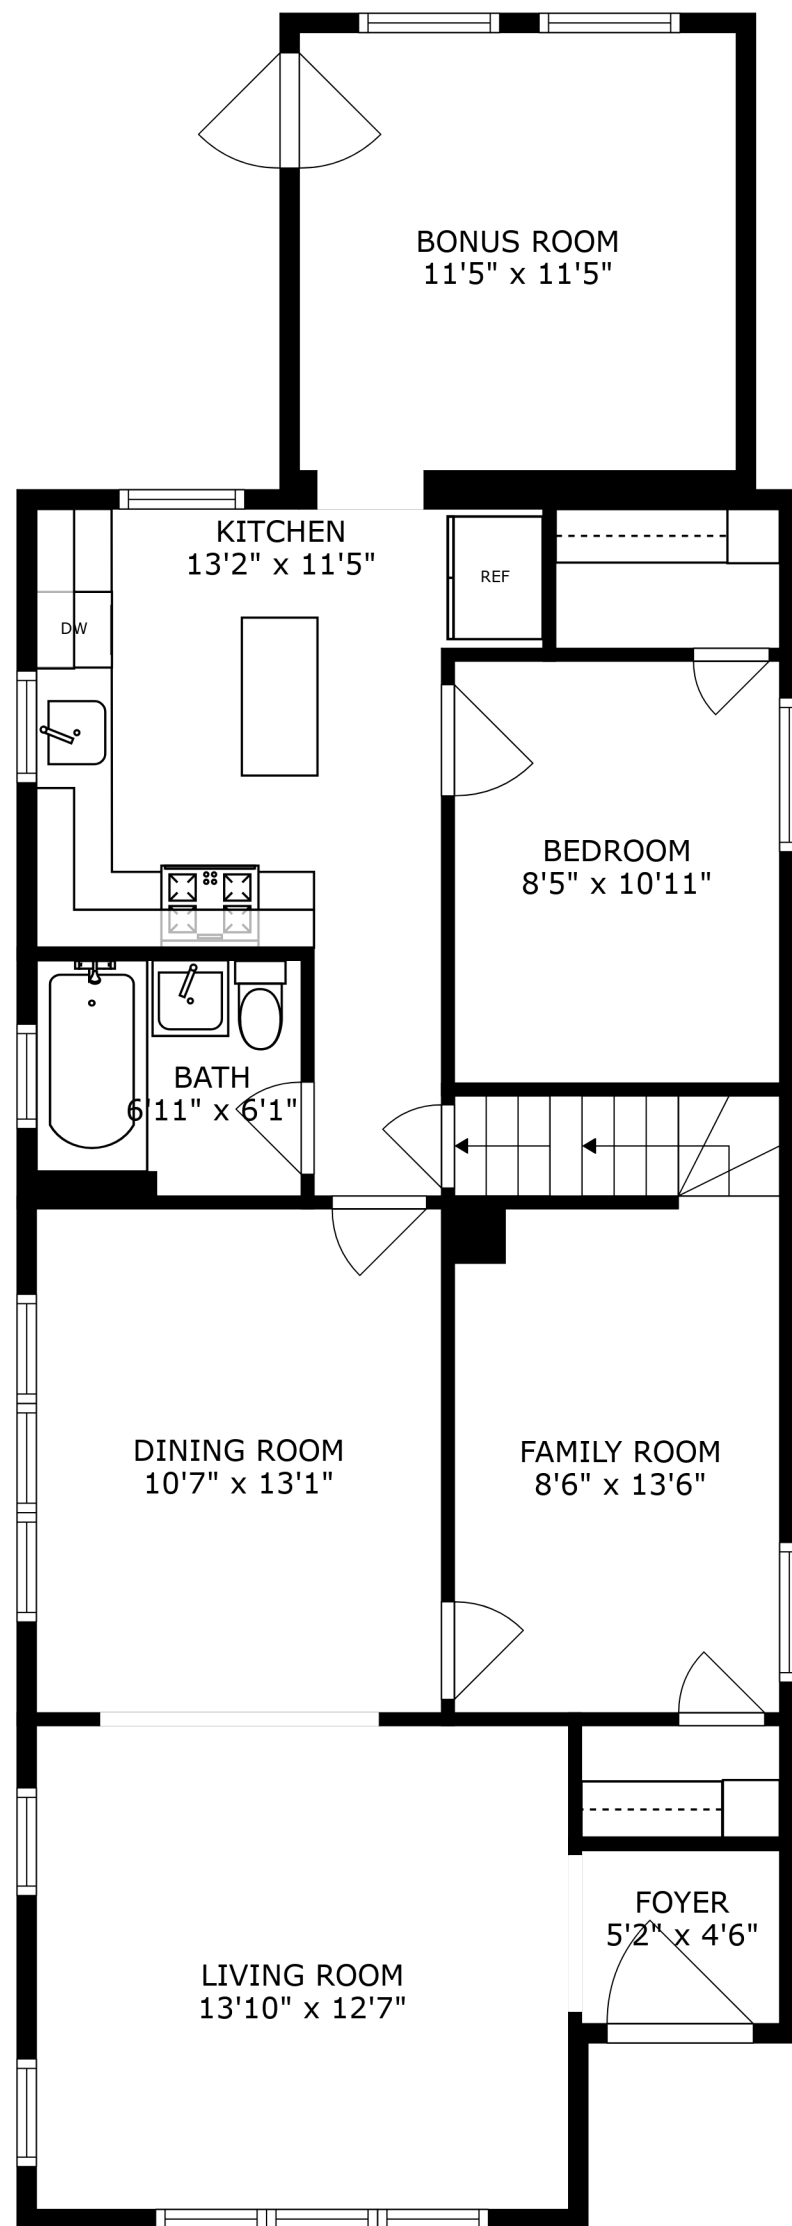 BONUS ROOM
11'5" x 11'5"
KITCHEN
13'2" x 11'5"
REF
DW
BEDROOM
8'5" x 10'11"
BATH
6'11" x 6'1"
DINING ROOM
10'7" x 13'1"
FAMILY ROOM
8'6" x 13'6"
FOYER
5'2" x 4'6"
LIVING ROOM
13'10" x 12'7"